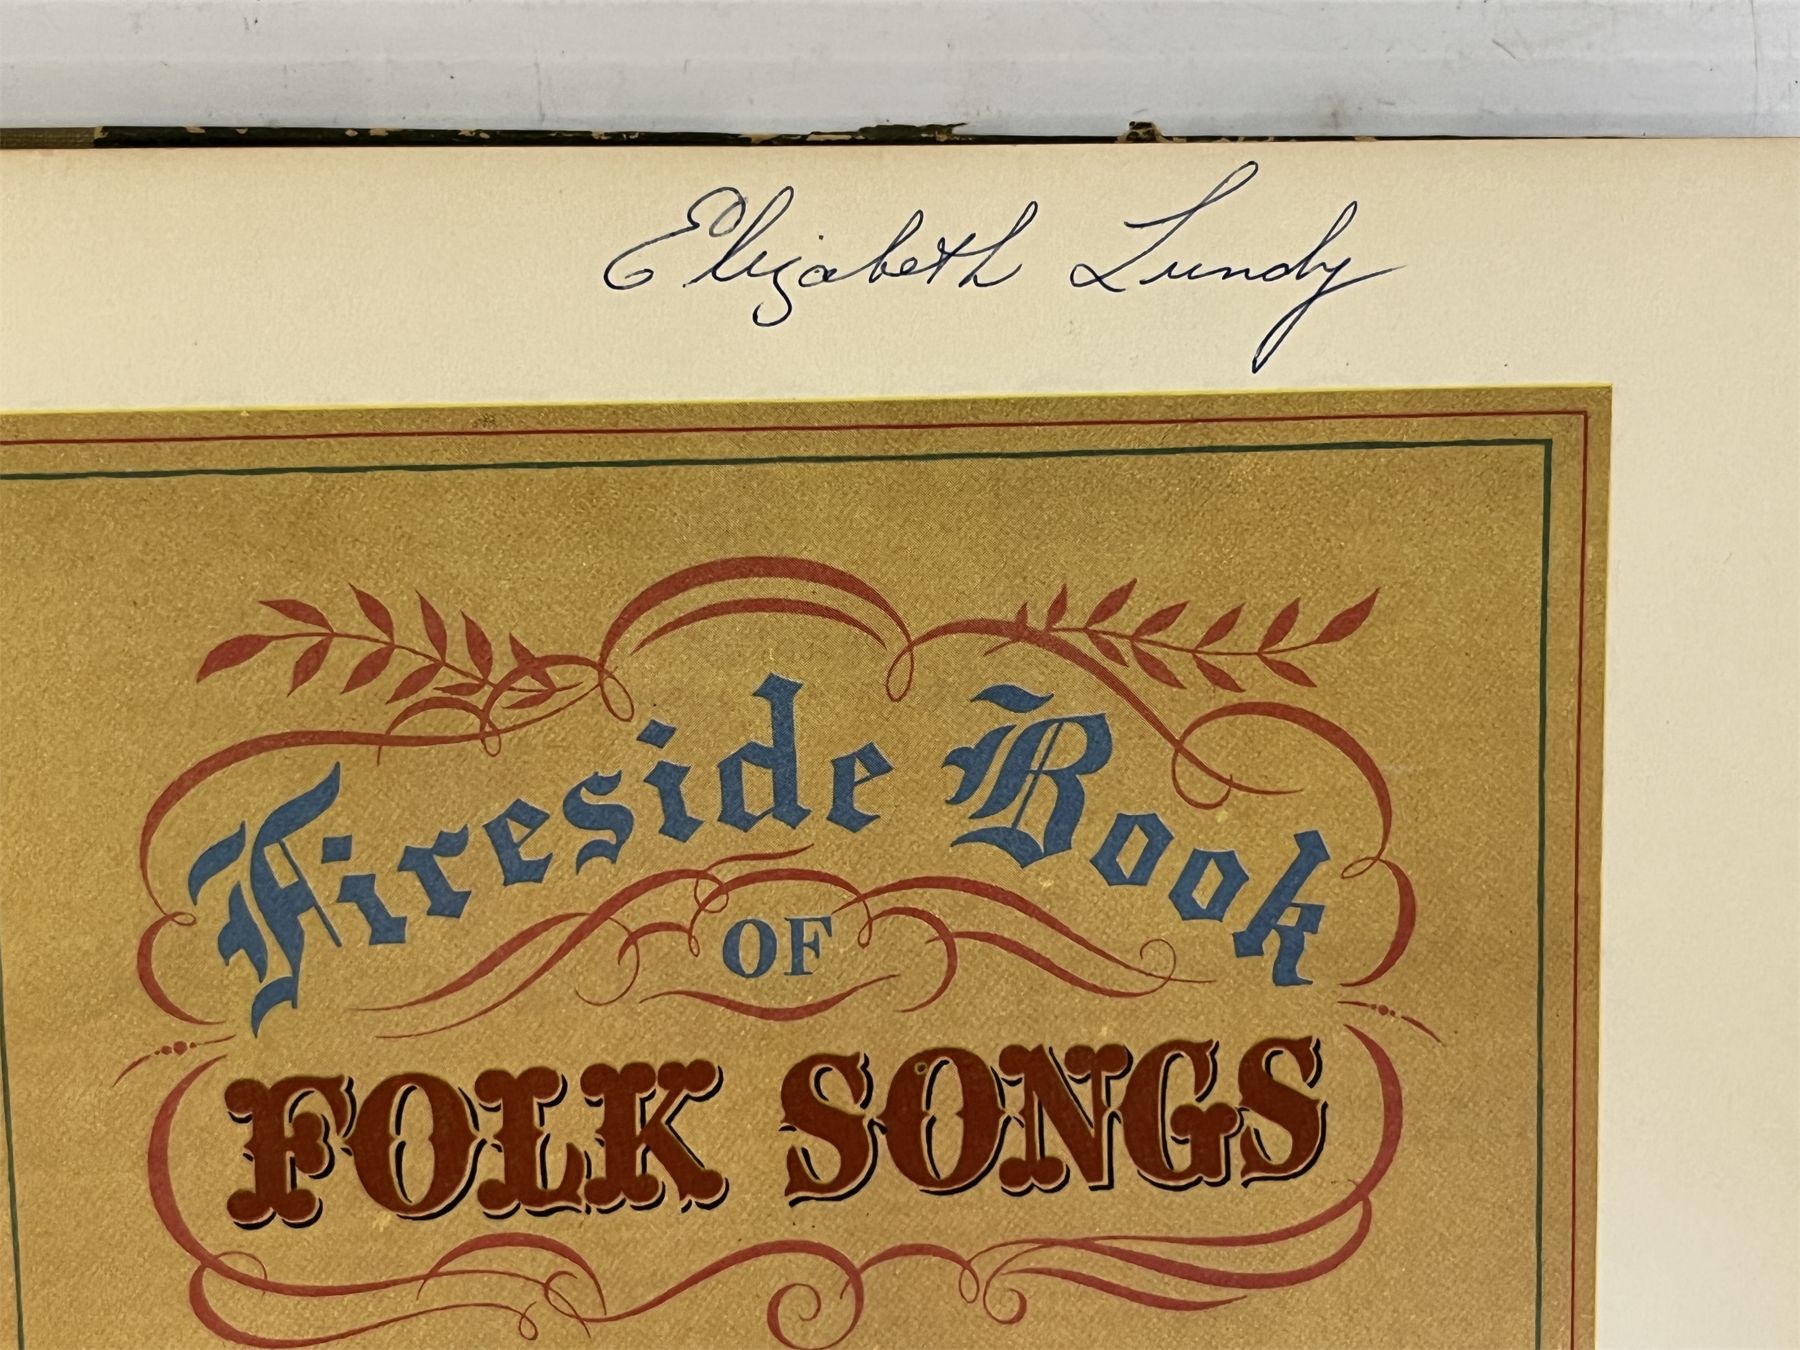 Elizabeth Lundy
Fireside Book
OF
FOLK SONGS